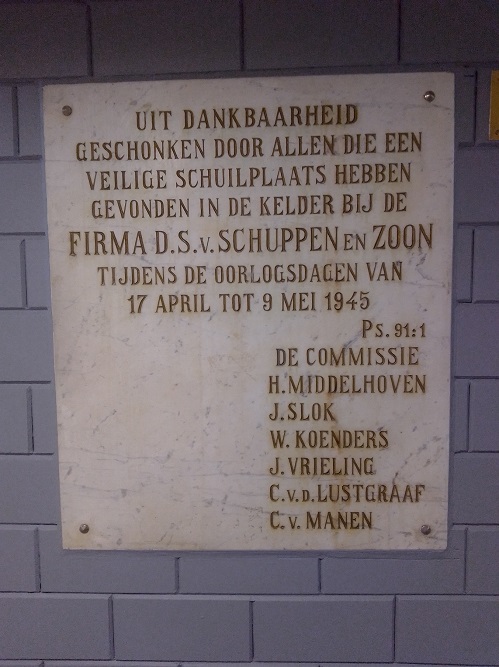 UIT DANKBAARHEID
GESCHONKEN DOOR ALLEN DIE EEN
VEILIGE SCHUILPLAATS HEBBEN
GEVONDEN IN DE KELDER BIJ DE
FIRMA D.S.v. SCHUPPEN EN ZOON
TIJDENS DE OORLOGSDAGEN VAN
17 APRIL TOT 9 MEI 1945
Ps. 91:1
DE COMMISSIE
H.MIDDELHOVEN
J.SLOK
W.KOENDERS
J.VRIELING
C.v.d.LUSTGRAAF
C.v.MANEN